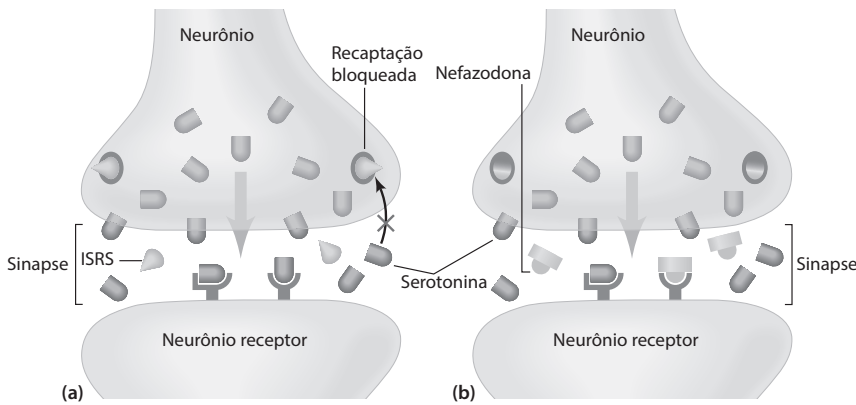 Neurônio
Recaptação
bloqueada
Sinapse
ISRS
Serotonina
Neurônio receptor
(a)
Neurônio
Nefazodona
Sinapse
Neurônio receptor
(b)